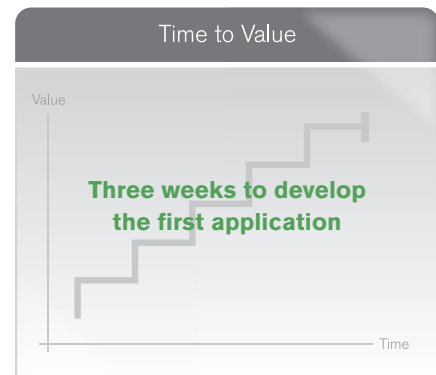 Time to Value
Value
Three weeks to develop
the first application
Time